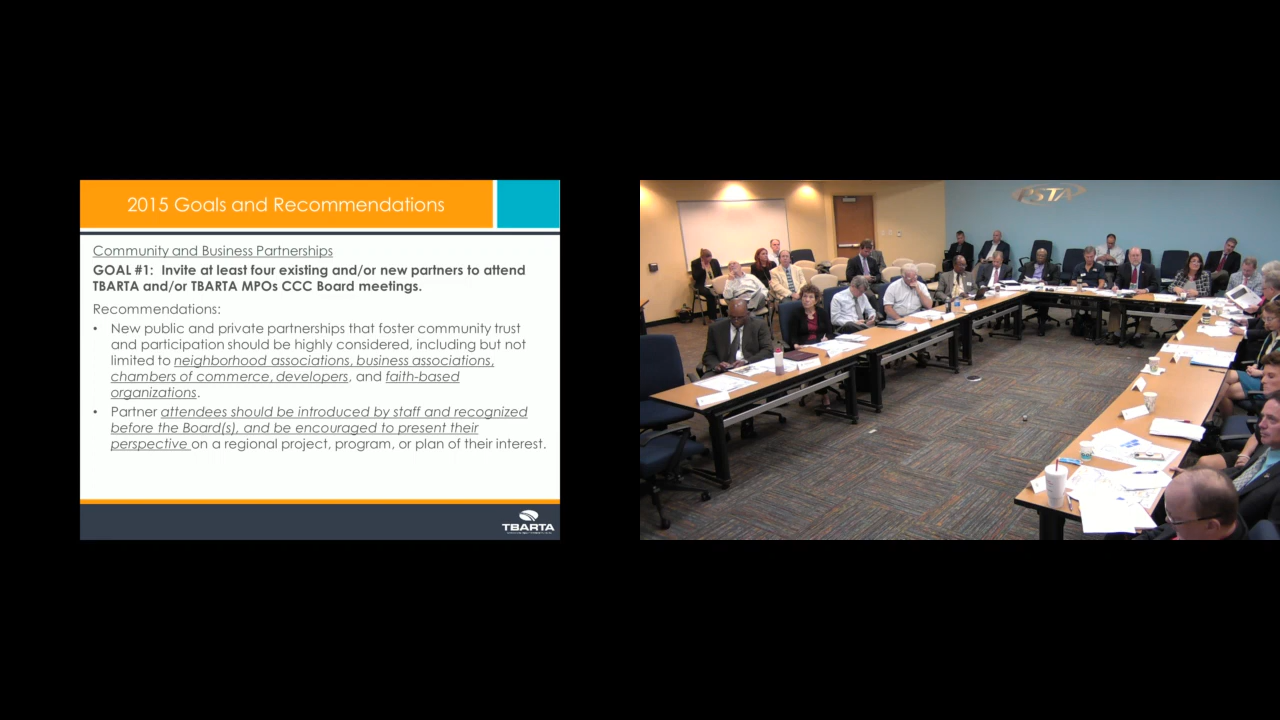 2015 Goals and Recommendations
Community and Business Partnerships
GOAL #1: Invite at least four existing and/or new partners to attend
TBARTA and/or TBARTA MPOs CCC Board meetings.
Recommendations:
• New public and private partnerships that foster community trust
and participation should be highly considered, including but not
limited to neighborhood associations, business associations,
chambers of commerce, developers, and faith-based
organizations.
• Partner attendees should be introduced by staff and recognized
before the Board(s), and be encouraged to present their
perspective on a regional project, program, or plan of their interest.
TBARTA
PSTA